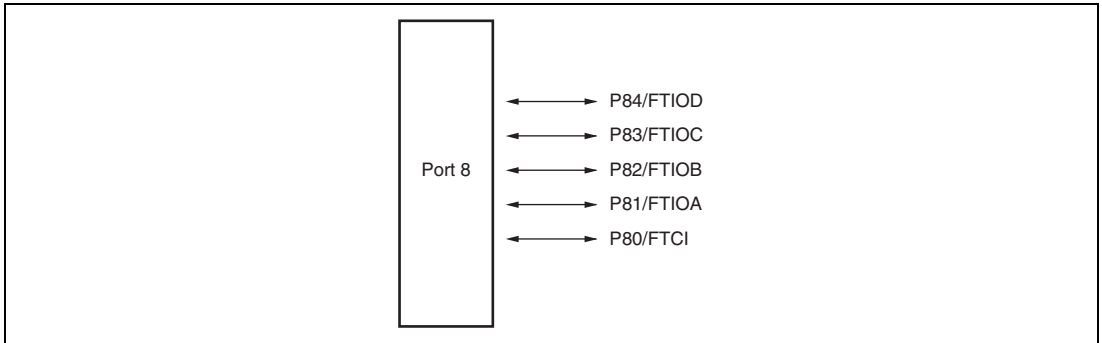 P84/FTIOD
P83/FTIOC
Port 8
P82/FTIOB
P81/FTIOA
P80/FTCI